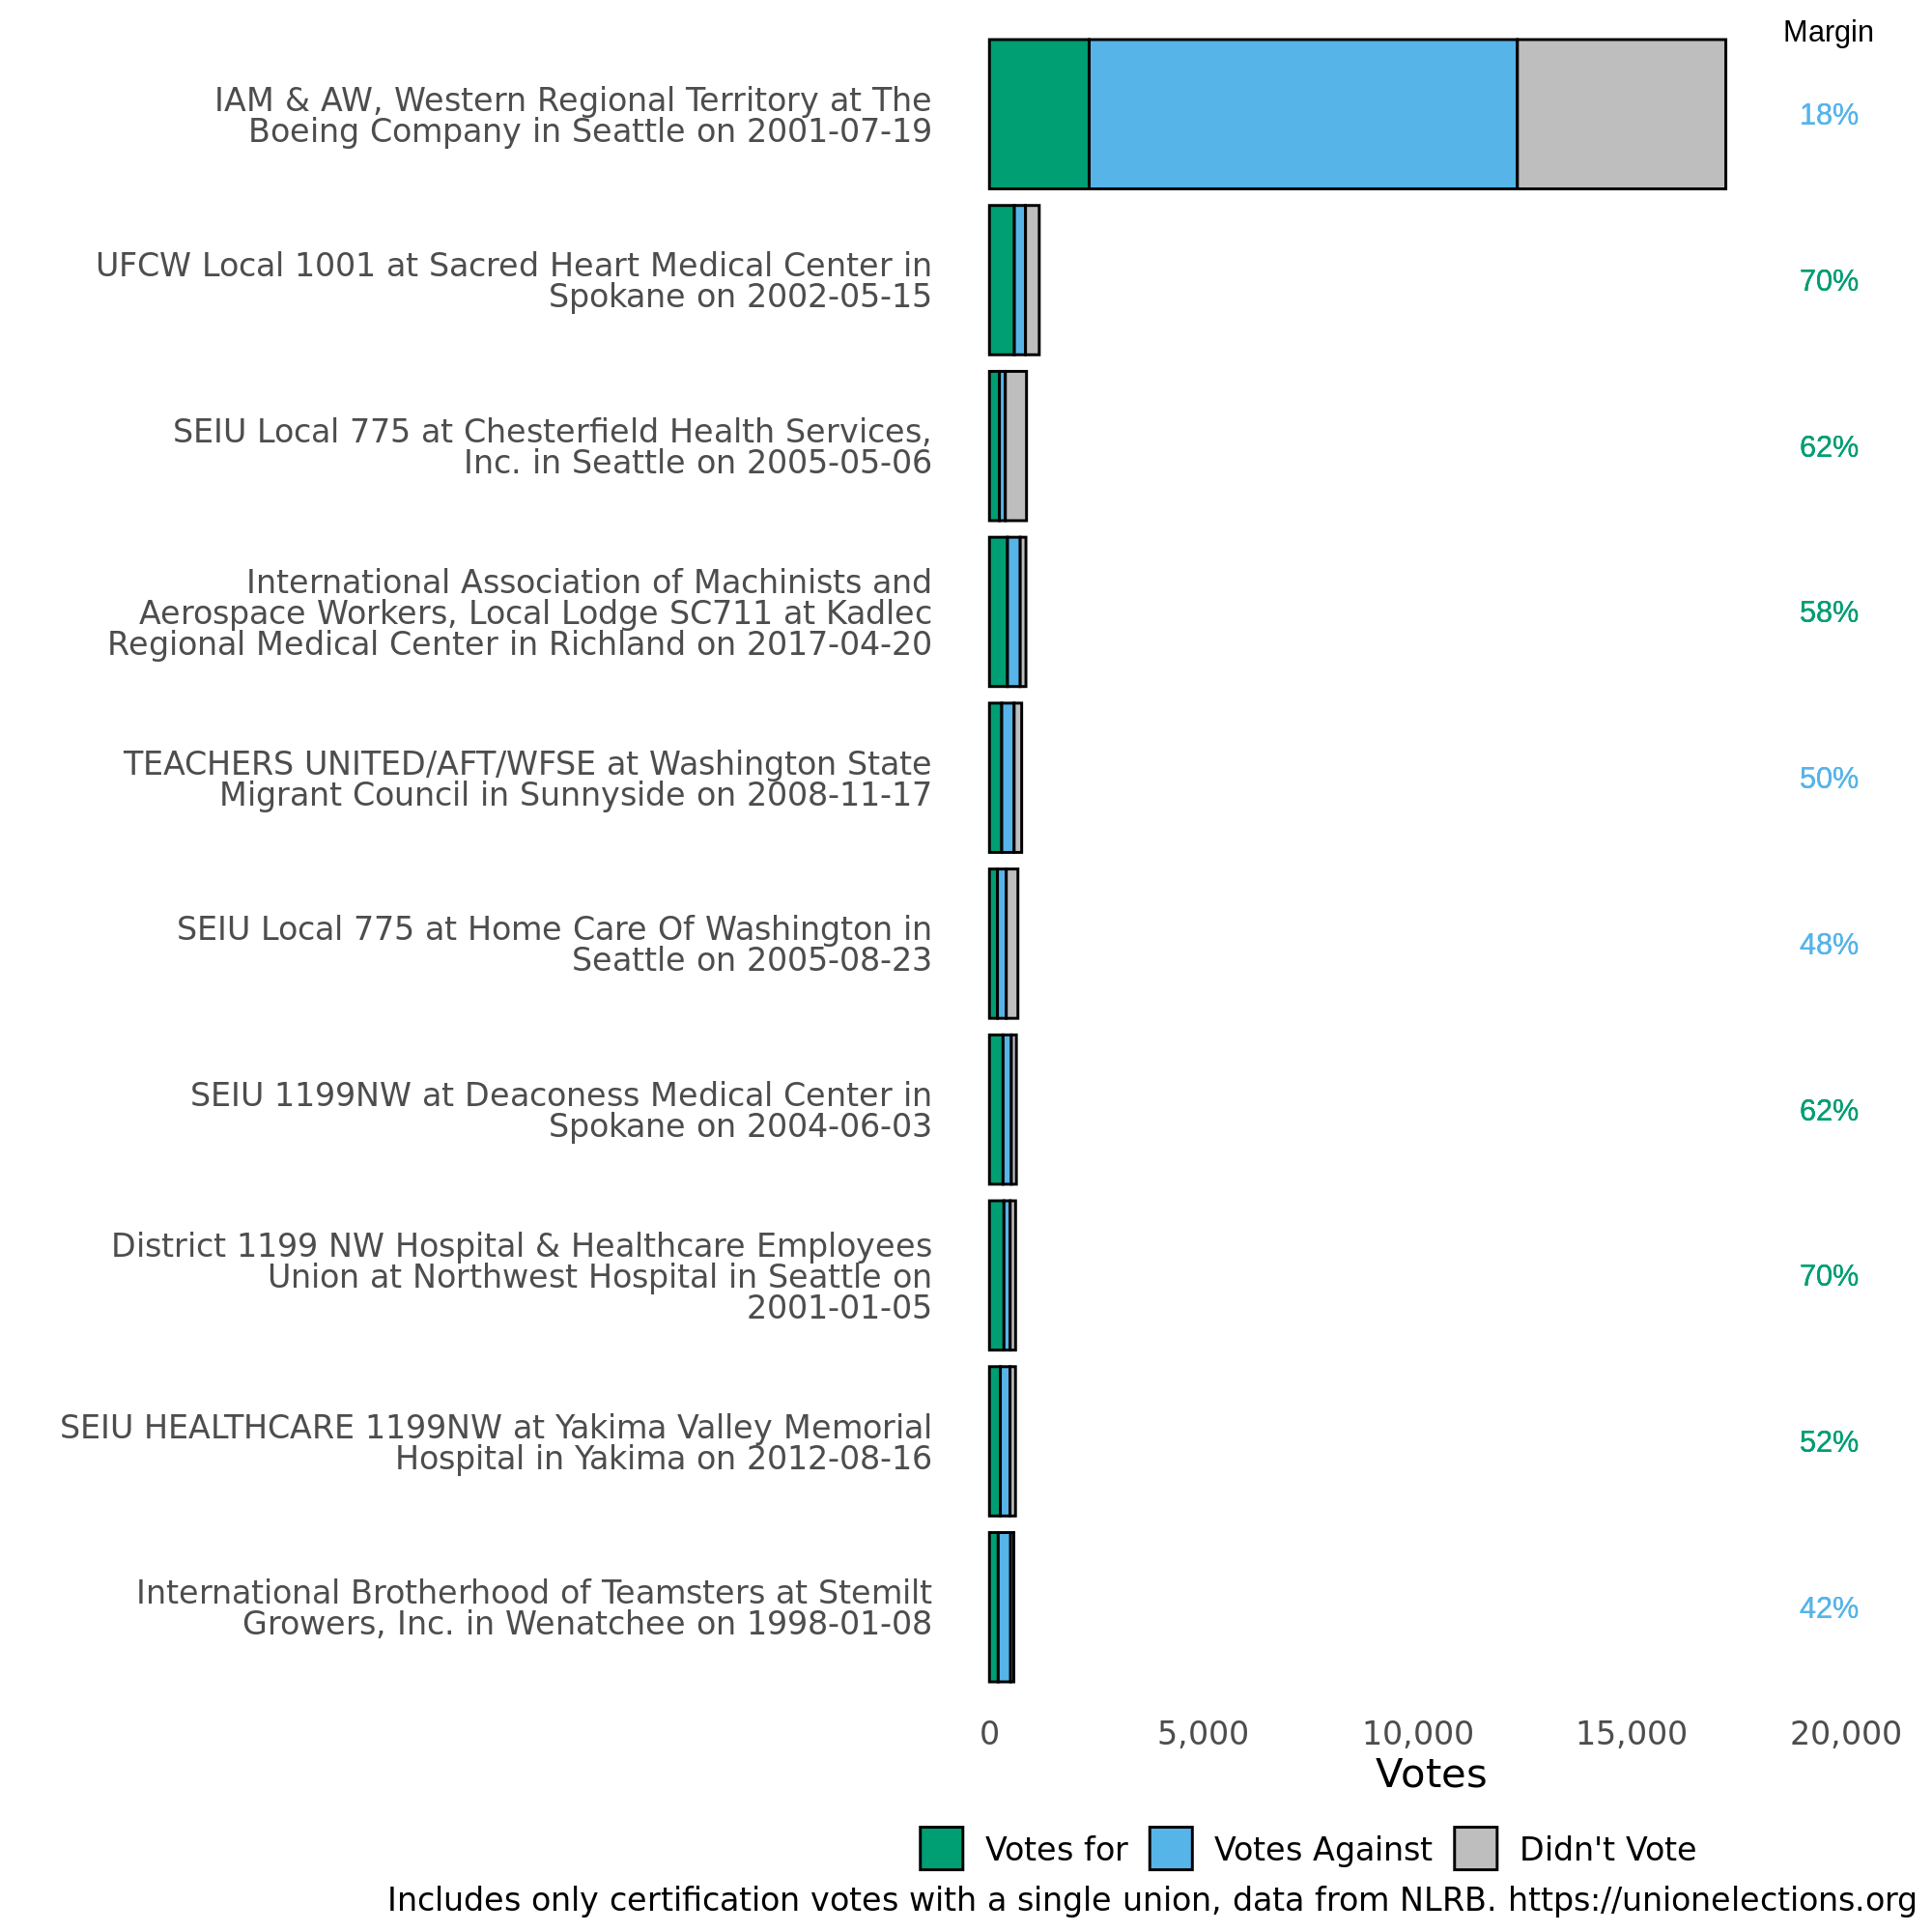 Margin
IAM & AW, Western Regional Territory at The
Boeing Company in Seattle on 2001-07-19
18%
UFCW Local 1001 at Sacred Heart Medical Center in
Spokane on 2002-05-15
70%
SEIU Local 775 at Chesterfield Health Services,
Inc. in Seattle on 2005-05-06
62%
International Association of Machinists and
Aerospace Workers, Local Lodge SC711 at Kadlec
Regional Medical Center in Richland on 2017-04-20
58%
TEACHERS UNITED/AFT/WFSE at Washington State
Migrant Council in Sunnyside on 2008-11-17
50%
SEIU Local 775 at Home Care Of Washington in
Seattle on 2005-08-23
48%
SEIU 1199NW at Deaconess Medical Center in
Spokane on 2004-06-03
62%
District 1199 NW Hospital & Healthcare Employees
Union at Northwest Hospital in Seattle on
2001-01-05
70%
SEIU HEALTHCARE 1199NW at Yakima Valley Memorial
Hospital in Yakima on 2012-08-16
52%
International Brotherhood of Teamsters at Stemilt
Growers, Inc. in Wenatchee on 1998-01-08
42%
0 5,000 10,000 15,000 20,000
Votes
Votes for Votes Against Didn't Vote
Includes only certification votes with a single union, data from NLRB. https://unionelections.org